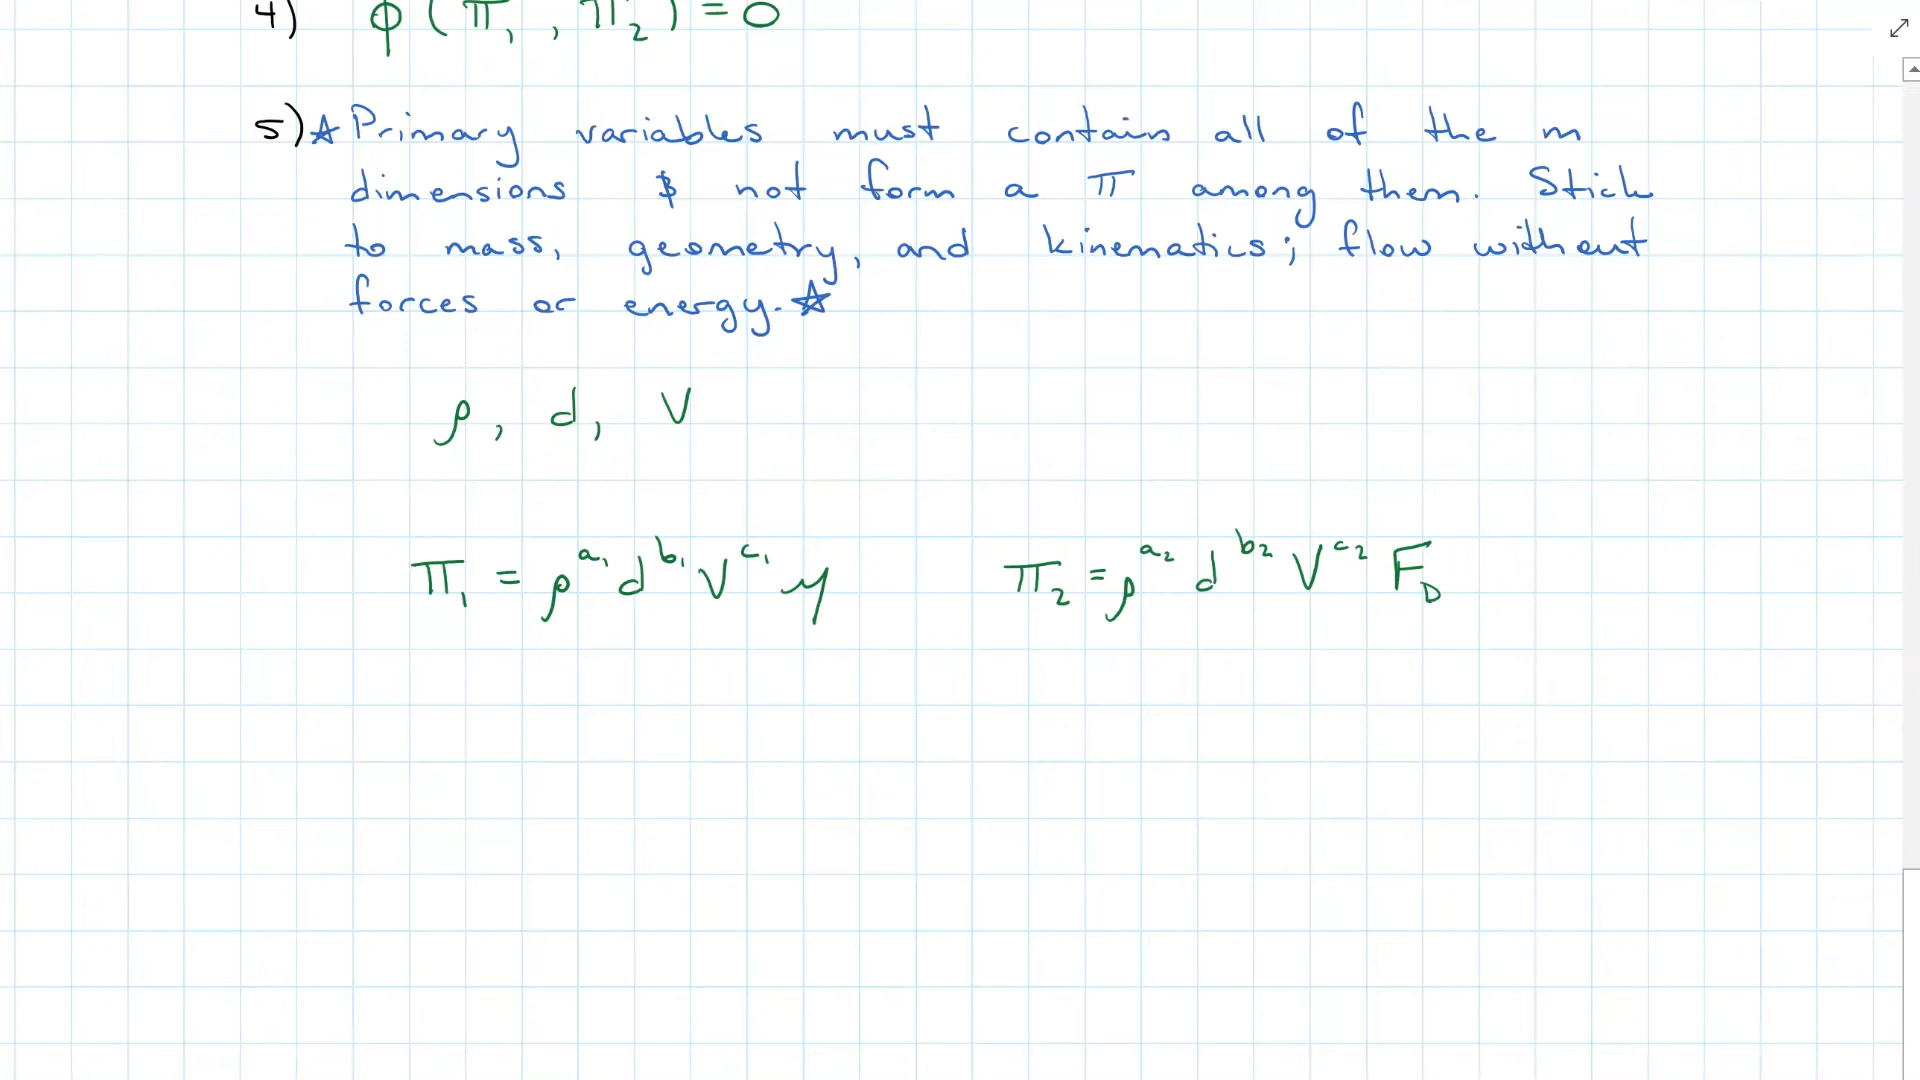 4) ϕ ( π₁ , π₂ ) = 0
5) ☆ Primary variables must contain all of the m
dimensions & not form a π among them. Stick
to mass, geometry, and kinematics; flow without
forces or energy. ☆
ρ, d, V
π₁ = ρ^a₁ d^b₁ V^c₁ μ π₂ = ρ^a₂ d^b₂ V^c₂ F_D